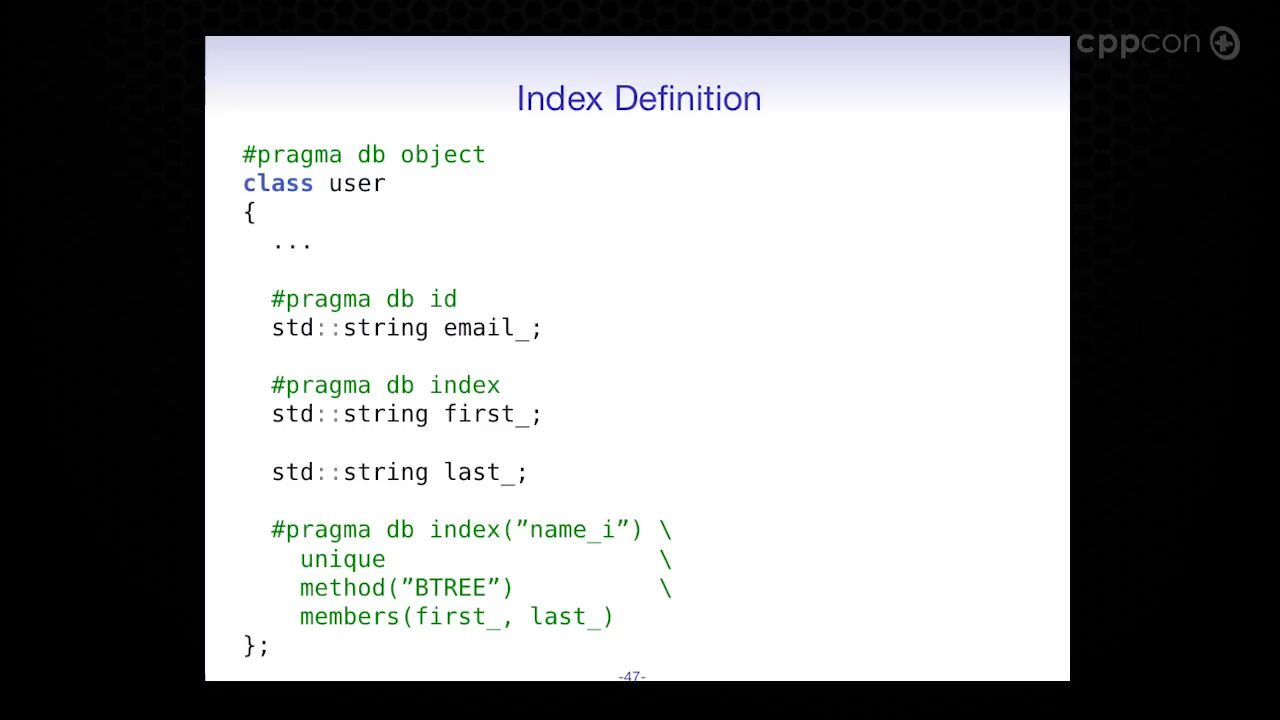 cppcon
Index Definition
#pragma db object
class user
{
  ...
  #pragma db id
  std::string email_;
  #pragma db index
  std::string first_;
  std::string last_;
  #pragma db index(”name_i”) \
    unique                   \
    method(”BTREE”)          \
    members(first_, last_)
};
-47-